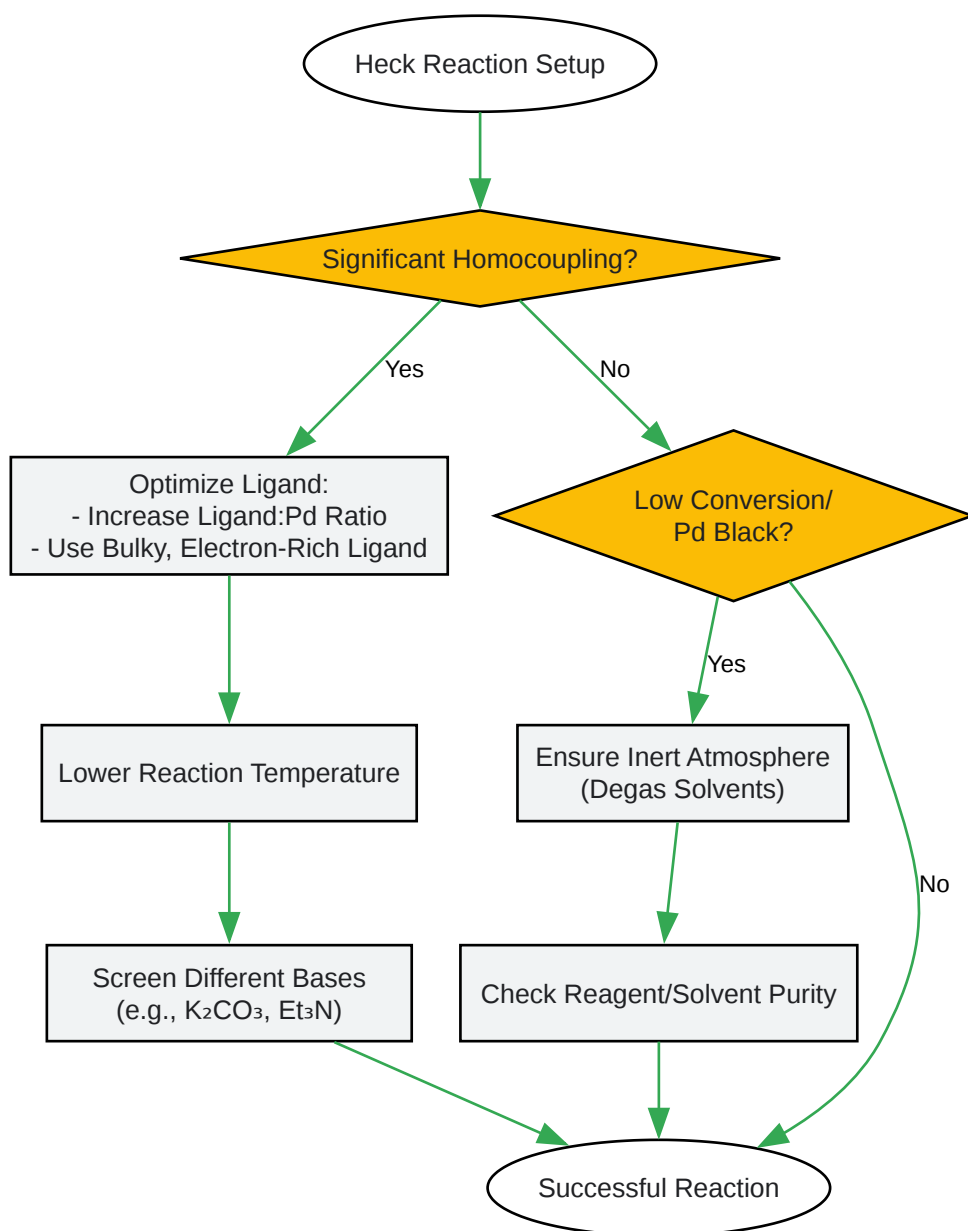 Heck Reaction Setup
Significant Homocoupling?
Yes
No
Optimize Ligand:
- Increase Ligand:Pd Ratio
- Use Bulky, Electron-Rich Ligand
Low Conversion/
Pd Black?
Yes
No
Lower Reaction Temperature
Ensure Inert Atmosphere
(Degas Solvents)
Screen Different Bases
(e.g., K₂CO₃, Et₃N)
Check Reagent/Solvent Purity
Successful Reaction